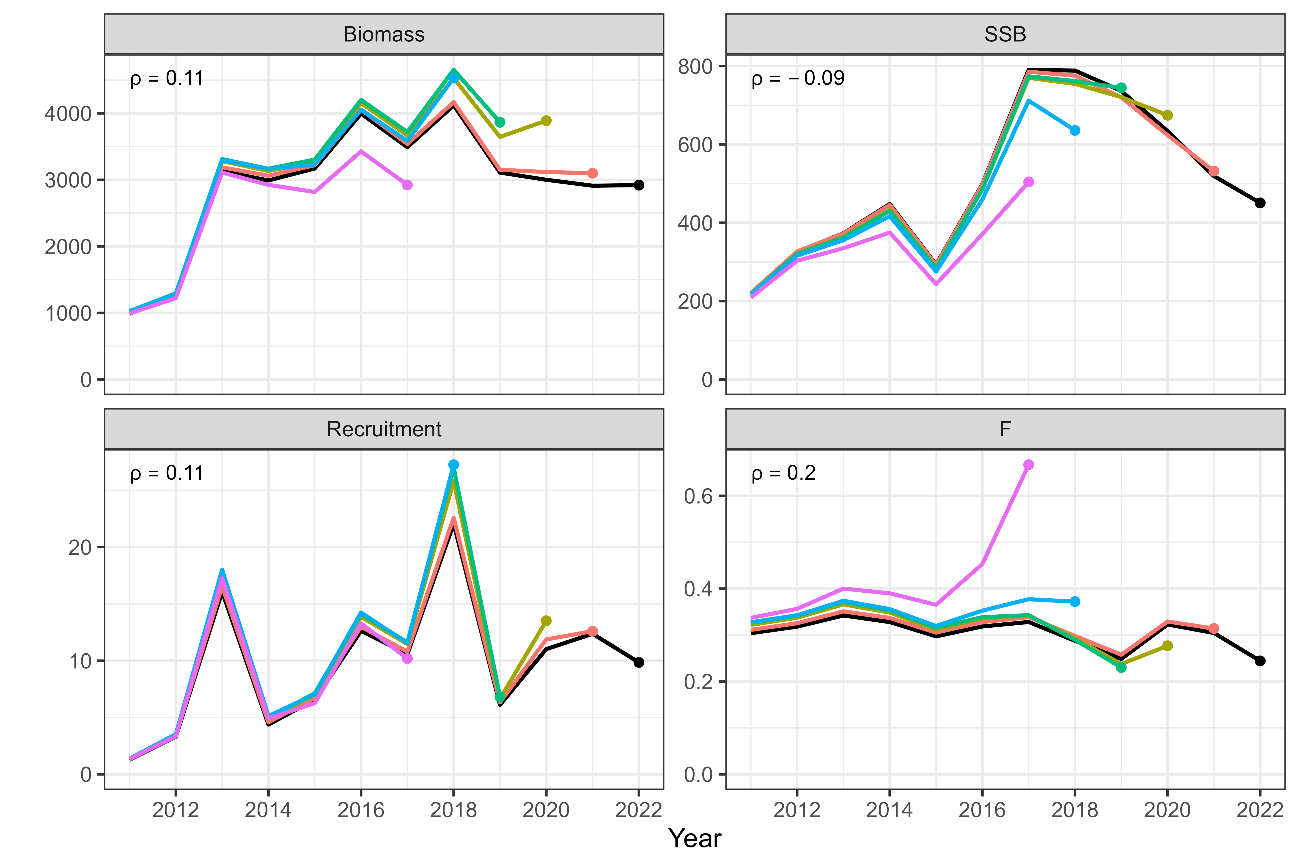 Biomass
SSB
ρ = 0.11
ρ = −0.09
4000
3000
2000
1000
0
800
600
400
200
0
Recruitment
F
ρ = 0.11
ρ = 0.2
20
10
0
0.6
0.4
0.2
0.0
2012 2014 2016 2018 2020 2022
2012 2014 2016 2018 2020 2022
Year